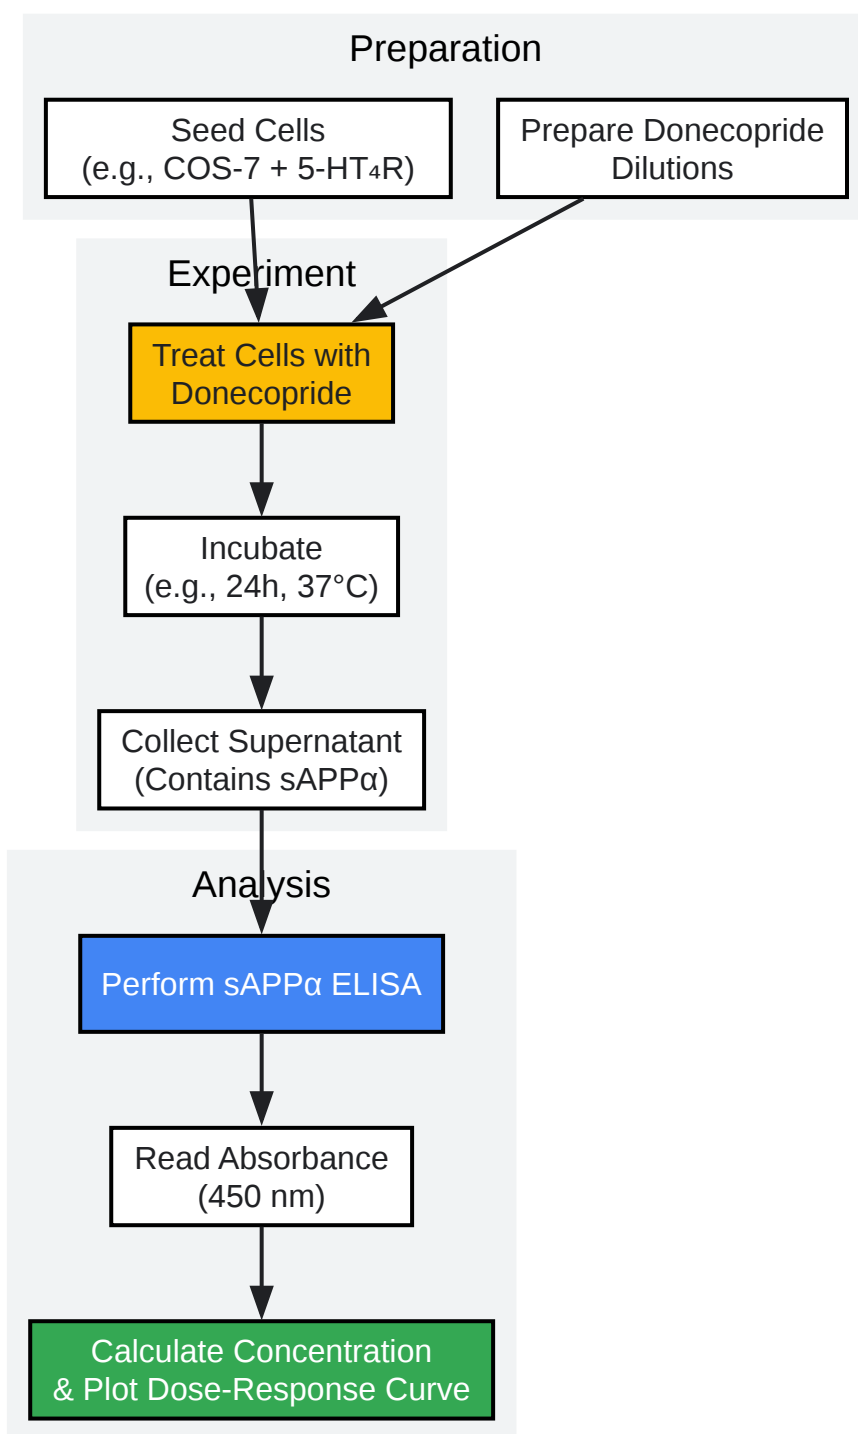 Preparation
Seed Cells
(e.g., COS-7 + 5-HT₄R)
Prepare Donecopride
Dilutions
Experiment
Treat Cells with
Donecopride
Incubate
(e.g., 24h, 37°C)
Collect Supernatant
(Contains sAPPα)
Analysis
Perform sAPPα ELISA
Read Absorbance
(450 nm)
Calculate Concentration
& Plot Dose-Response Curve